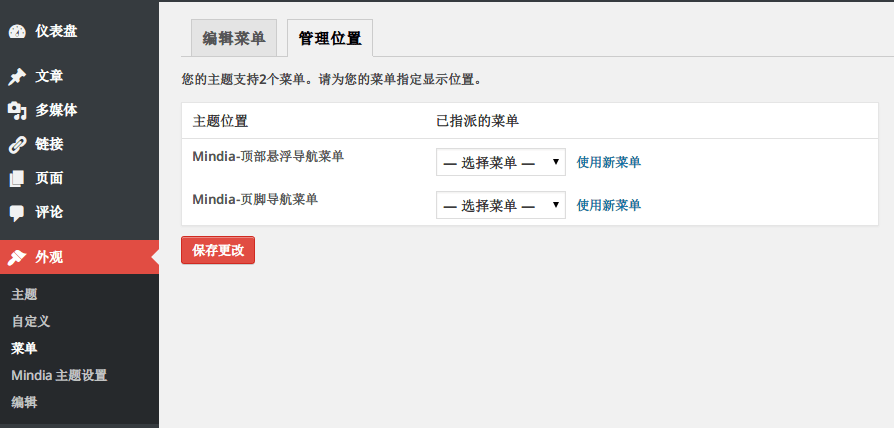 仪表盘
文章
多媒体
链接
页面
评论
外观
主题
自定义
菜单
Mindia 主题设置
编辑
编辑菜单 管理位置
您的主题支持2个菜单。请为您的菜单指定显示位置。
主题位置 已指派的菜单
Mindia-顶部悬浮导航菜单 — 选择菜单 — 使用新菜单
Mindia-页脚导航菜单 — 选择菜单 — 使用新菜单
保存更改